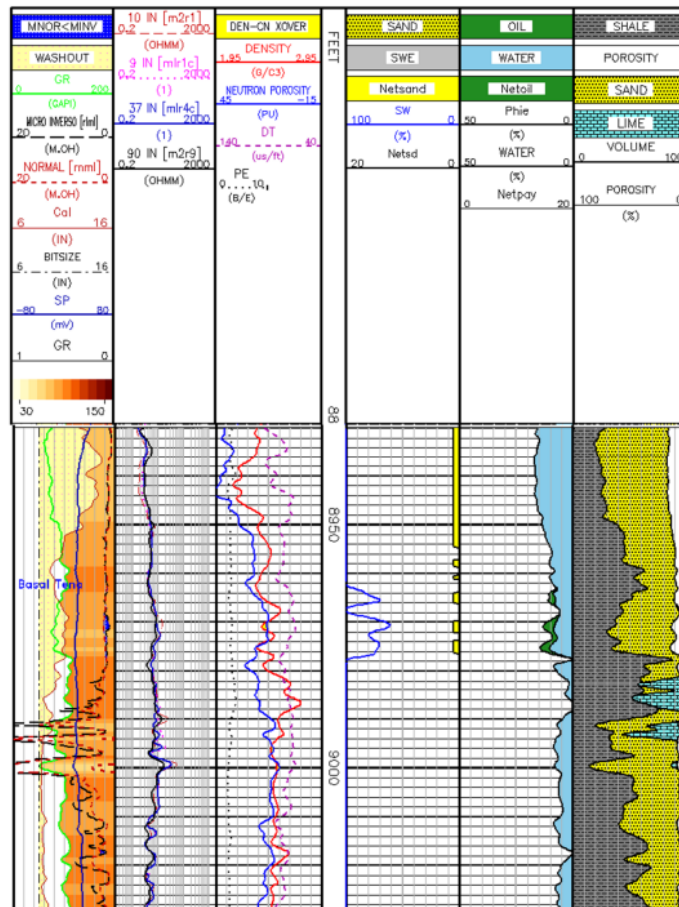 MNOR<MINV
WASHOUT
GR
0 200
(GAPI)
MICRO INVERSO [rlml]
20 0
(M.OH)
NORMAL [rnml]
20 0
(M.OH)
Cal
6 16
(IN)
BITSIZE
6 16
(IN)
SP
-80 80
(mV)
GR
1 0
30 150
10 IN [m2r1]
0.2 2000
(OHMM)
9 IN [mlr1c]
0.2 2000
(1)
37 IN [mlr4c]
0.2 2000
(1)
90 IN [m2r9]
0.2 2000
(OHMM)
DEN-CN XOVER
DENSITY
1.95 2.95
(G/C3)
NEUTRON POROSITY
45 -15
(PU)
DT
140 40
(us/ft)
PE
0 10
(B/E)
FEET
88
8950
9000
SAND
SWE
Netsand
SW
100 0
(%)
Netsd
20 0
OIL
WATER
Netoil
Phie
50 0
(%)
WATER
50 0
(%)
Netpay
0 20
SHALE
POROSITY
SAND
LIME
VOLUME
0 100
POROSITY
100 0
(%)
Basal Tena